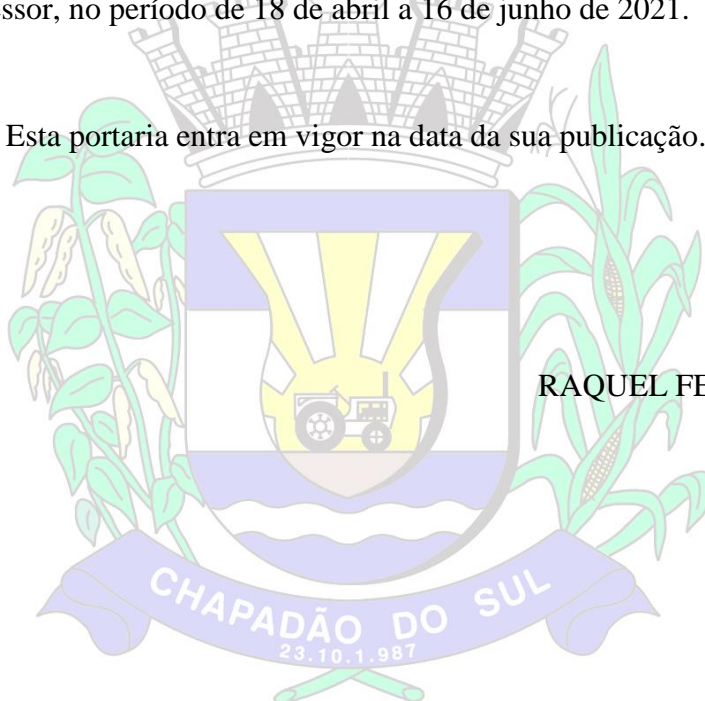 essor, no período de 18 de abril a 16 de junho de 2021.
Esta portaria entra em vigor na data da sua publicação.
RAQUEL FE
CHAPADÃO DO SUL
23.10.1.987